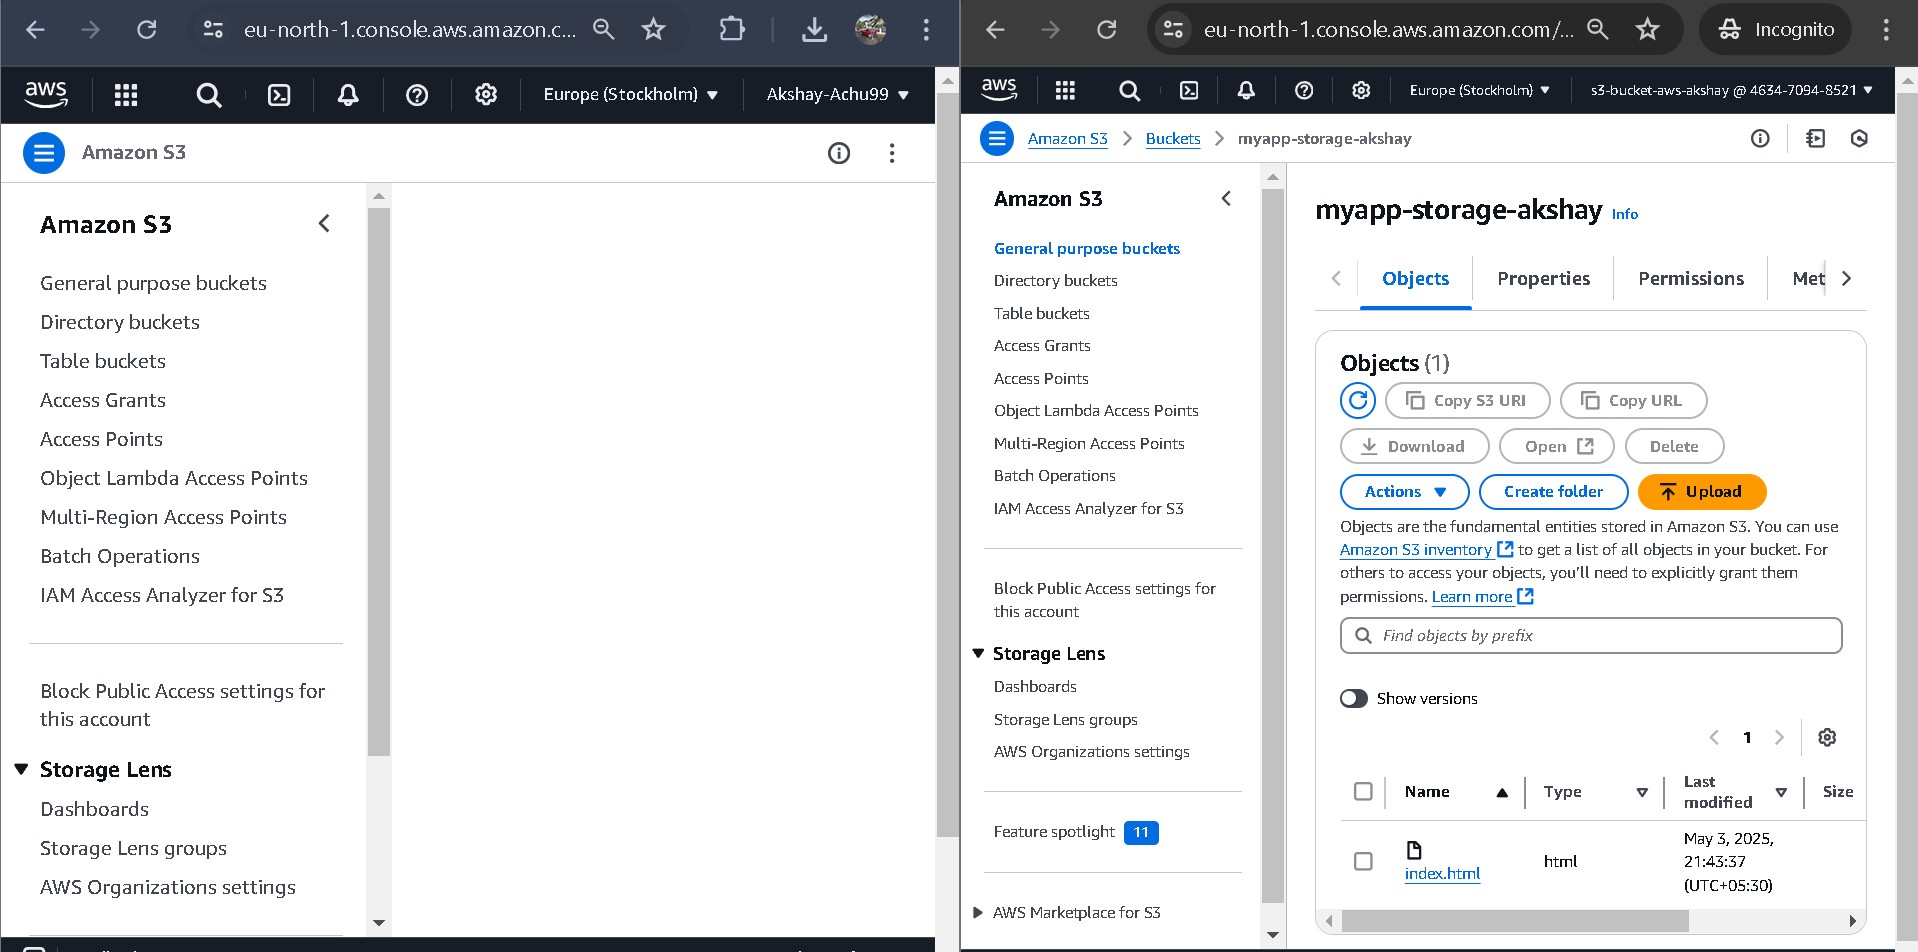 eu-north-1.console.aws.amazon.c...
aws
Europe (Stockholm)
Akshay-Achu99
Amazon S3
Amazon S3
General purpose buckets
Directory buckets
Table buckets
Access Grants
Access Points
Object Lambda Access Points
Multi-Region Access Points
Batch Operations
IAM Access Analyzer for S3
Block Public Access settings for
this account
Storage Lens
Dashboards
Storage Lens groups
AWS Organizations settings
eu-north-1.console.aws.amazon.com/...
Incognito
aws
Europe (Stockholm)
s3-bucket-aws-akshay @ 4634-7094-8521
Amazon S3 > Buckets > myapp-storage-akshay
Amazon S3
General purpose buckets
Directory buckets
Table buckets
Access Grants
Access Points
Object Lambda Access Points
Multi-Region Access Points
Batch Operations
IAM Access Analyzer for S3
Block Public Access settings for
this account
Storage Lens
Dashboards
Storage Lens groups
AWS Organizations settings
Feature spotlight 11
AWS Marketplace for S3
myapp-storage-akshay Info
Objects Properties Permissions Met
Objects (1)
Copy S3 URI Copy URL
Download Open Delete
Actions Create folder Upload
Objects are the fundamental entities stored in Amazon S3. You can use
Amazon S3 inventory to get a list of all objects in your bucket. For
others to access your objects, you'll need to explicitly grant them
permissions. Learn more
Find objects by prefix
Show versions
1
Name Type Last modified Size
index.html html May 3, 2025, 21:43:37 (UTC+05:30)